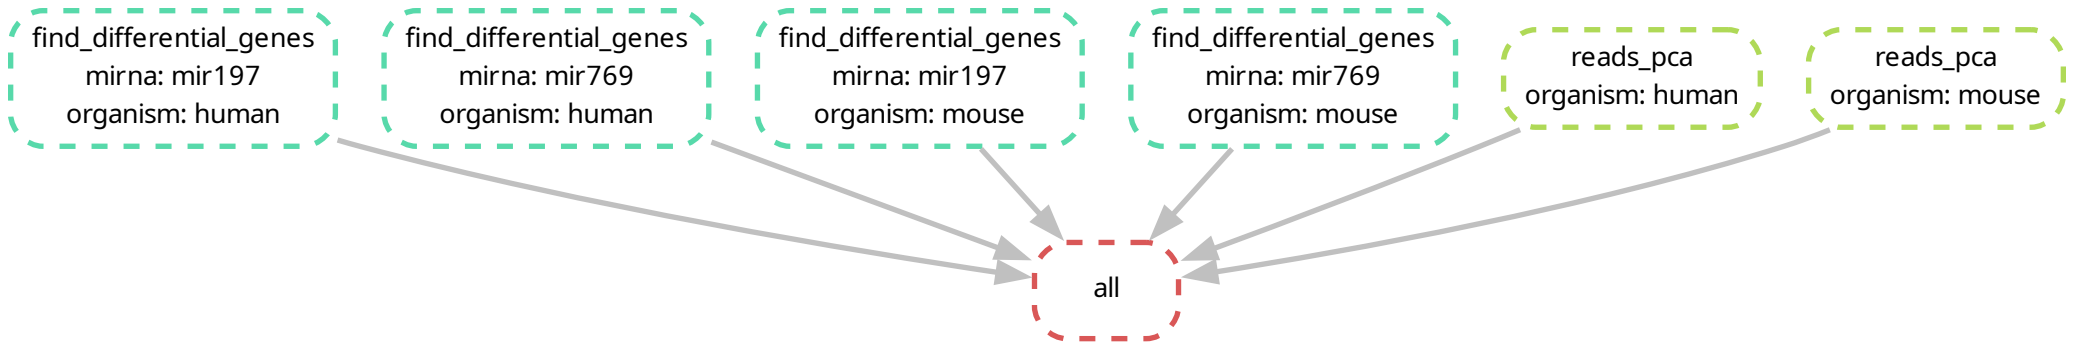 find_differential_genes
mirna: mir197
organism: human
find_differential_genes
mirna: mir769
organism: human
find_differential_genes
mirna: mir197
organism: mouse
find_differential_genes
mirna: mir769
organism: mouse
reads_pca
organism: human
reads_pca
organism: mouse
all